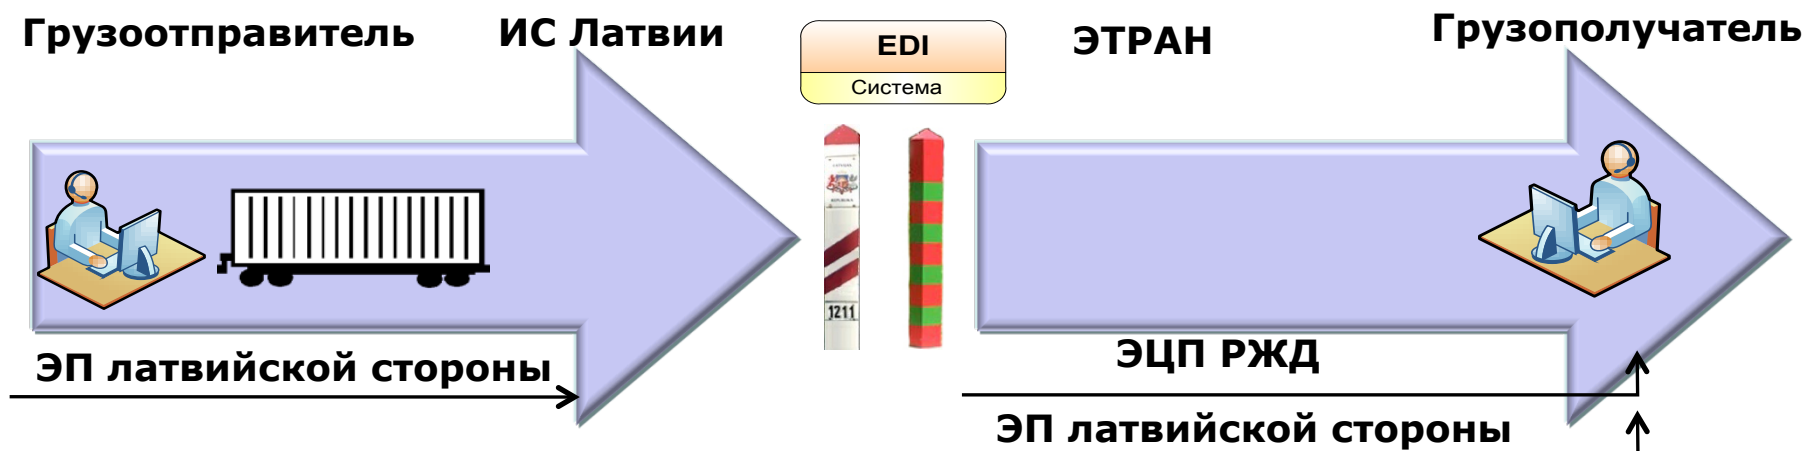 Грузоотправитель
ИС Латвии
EDI
Система
ЭТРАН
Грузополучатель
1211
ЭП латвийской стороны
ЭЦП РЖД
ЭП латвийской стороны